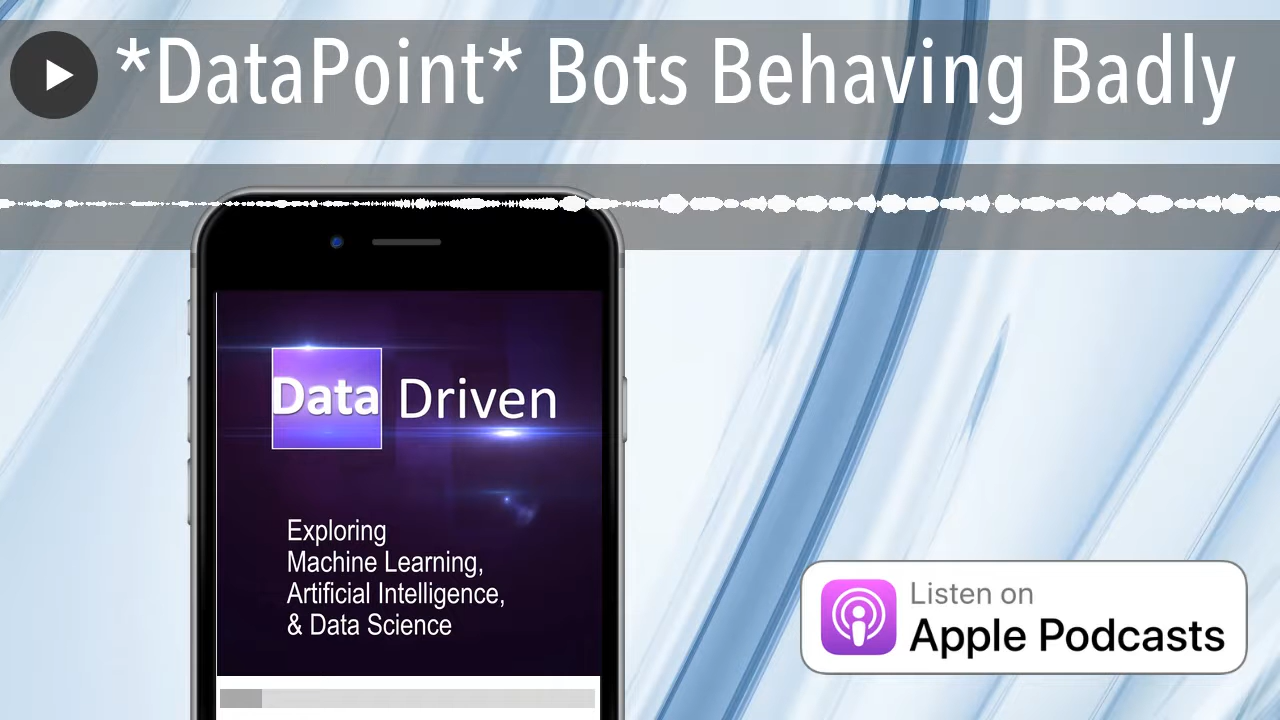 *DataPoint* Bots Behaving Badly
Data Driven
Exploring
Machine Learning,
Artificial Intelligence,
& Data Science
Listen on
Apple Podcasts